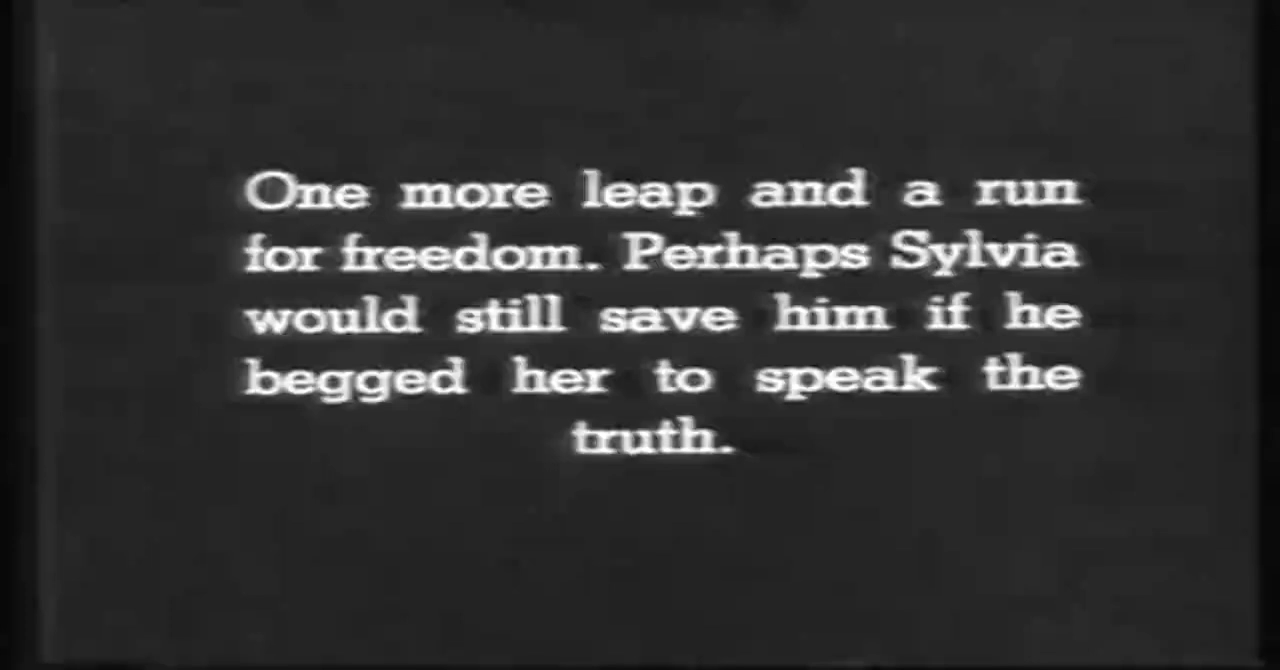 One more leap and a run
for freedom. Perhaps Sylvia
would still save him if he
begged her to speak the
truth.